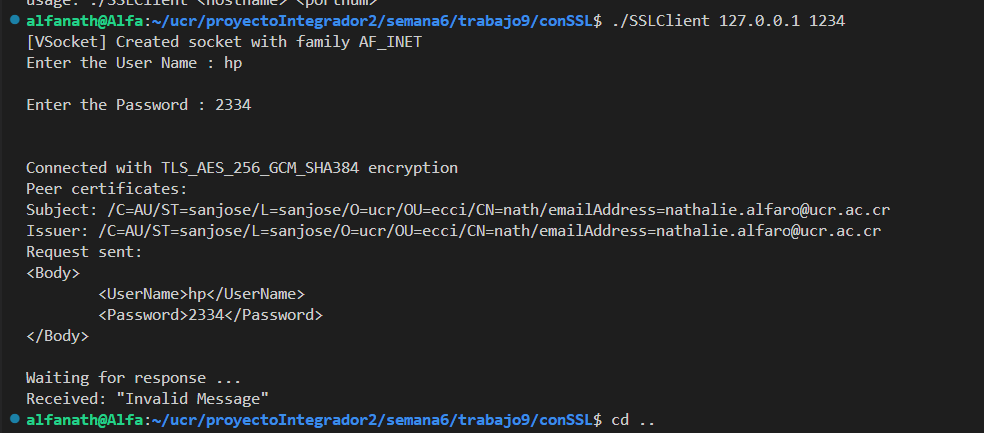 usage: ./SSLClient <hostname> <portnum>
alfanath@Alfa:~/ucr/proyectoIntegrador2/semana6/trabajo9/conSSL$ ./SSLClient 127.0.0.1 1234
[VSocket] Created socket with family AF_INET
Enter the User Name : hp
Enter the Password : 2334
Connected with TLS_AES_256_GCM_SHA384 encryption
Peer certificates:
Subject: /C=AU/ST=sanjose/L=sanjose/O=ucr/OU=ecci/CN=nath/emailAddress=nathalie.alfaro@ucr.ac.cr
Issuer: /C=AU/ST=sanjose/L=sanjose/O=ucr/OU=ecci/CN=nath/emailAddress=nathalie.alfaro@ucr.ac.cr
Request sent:
<Body>
        <UserName>hp</UserName>
        <Password>2334</Password>
</Body>
Waiting for response ...
Received: "Invalid Message"
alfanath@Alfa:~/ucr/proyectoIntegrador2/semana6/trabajo9/conSSL$ cd ..